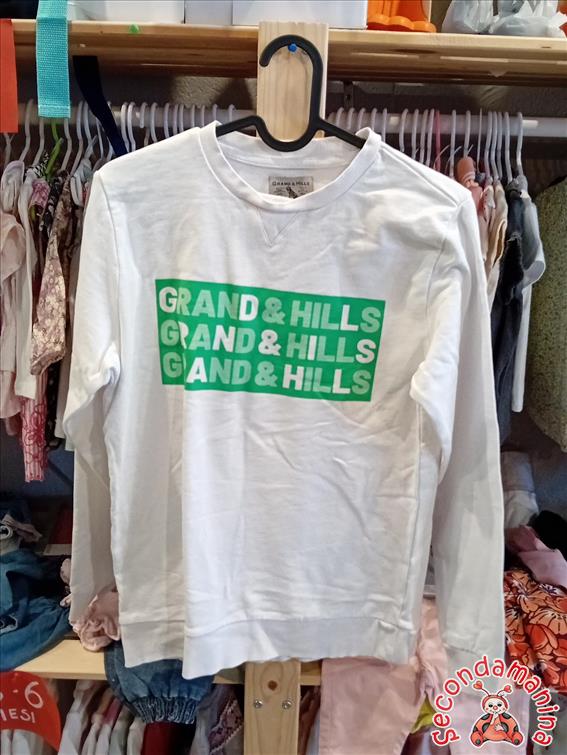 GRAND & HILLS
GRAND & HILLS
GRAND & HILLS
GRAND & HILLS
-6
MESI
Secondamanina